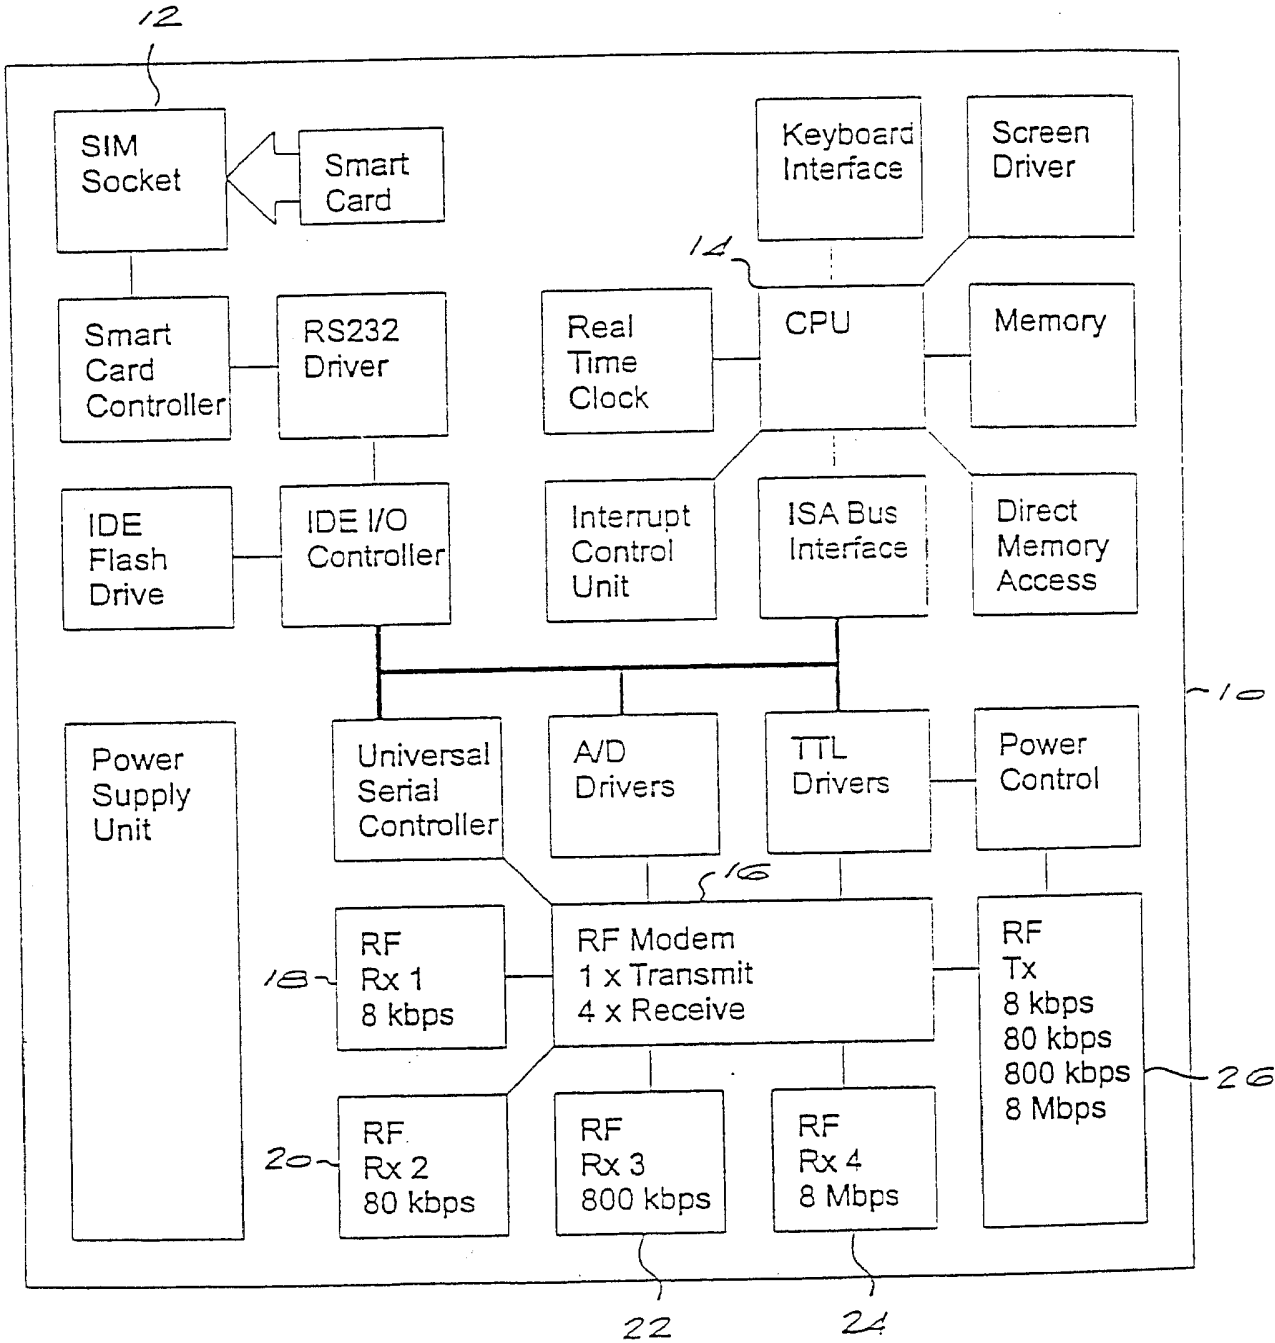 12
SIM
Socket
Smart
Card
Keyboard
Interface
Screen
Driver
14
Smart
Card
Controller
RS232
Driver
Real
Time
Clock
CPU
Memory
IDE
Flash
Drive
IDE I/O
Controller
Interrupt
Control
Unit
ISA Bus
Interface
Direct
Memory
Access
10
Power
Supply
Unit
Universal
Serial
Controller
A/D
Drivers
TTL
Drivers
Power
Control
16
18
RF
Rx 1
8 kbps
RF Modem
1 x Transmit
4 x Receive
RF
Tx
8 kbps
80 kbps
800 kbps
8 Mbps
26
20
RF
Rx 2
80 kbps
RF
Rx 3
800 kbps
RF
Rx 4
8 Mbps
22
24